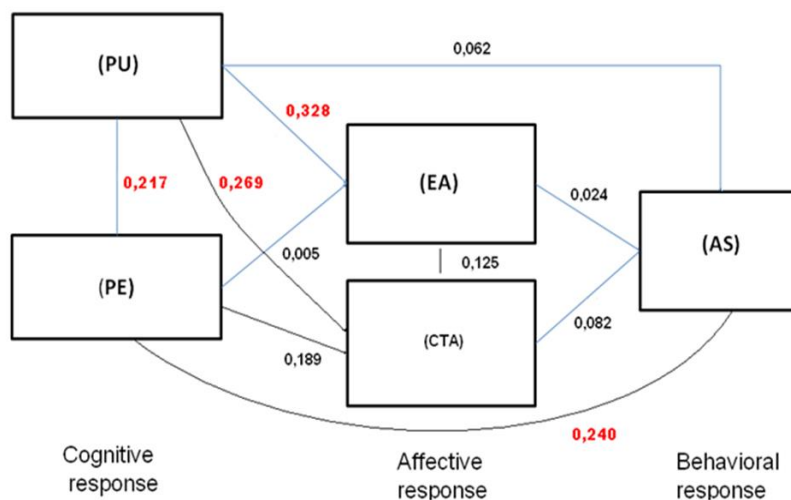 (PU)
0,062
0,328
0,217
0,269
(EA)
0,024
(AS)
(PE)
0,005
0,125
(CTA)
0,082
0,189
0,240
Cognitive
response
Affective
response
Behavioral
response